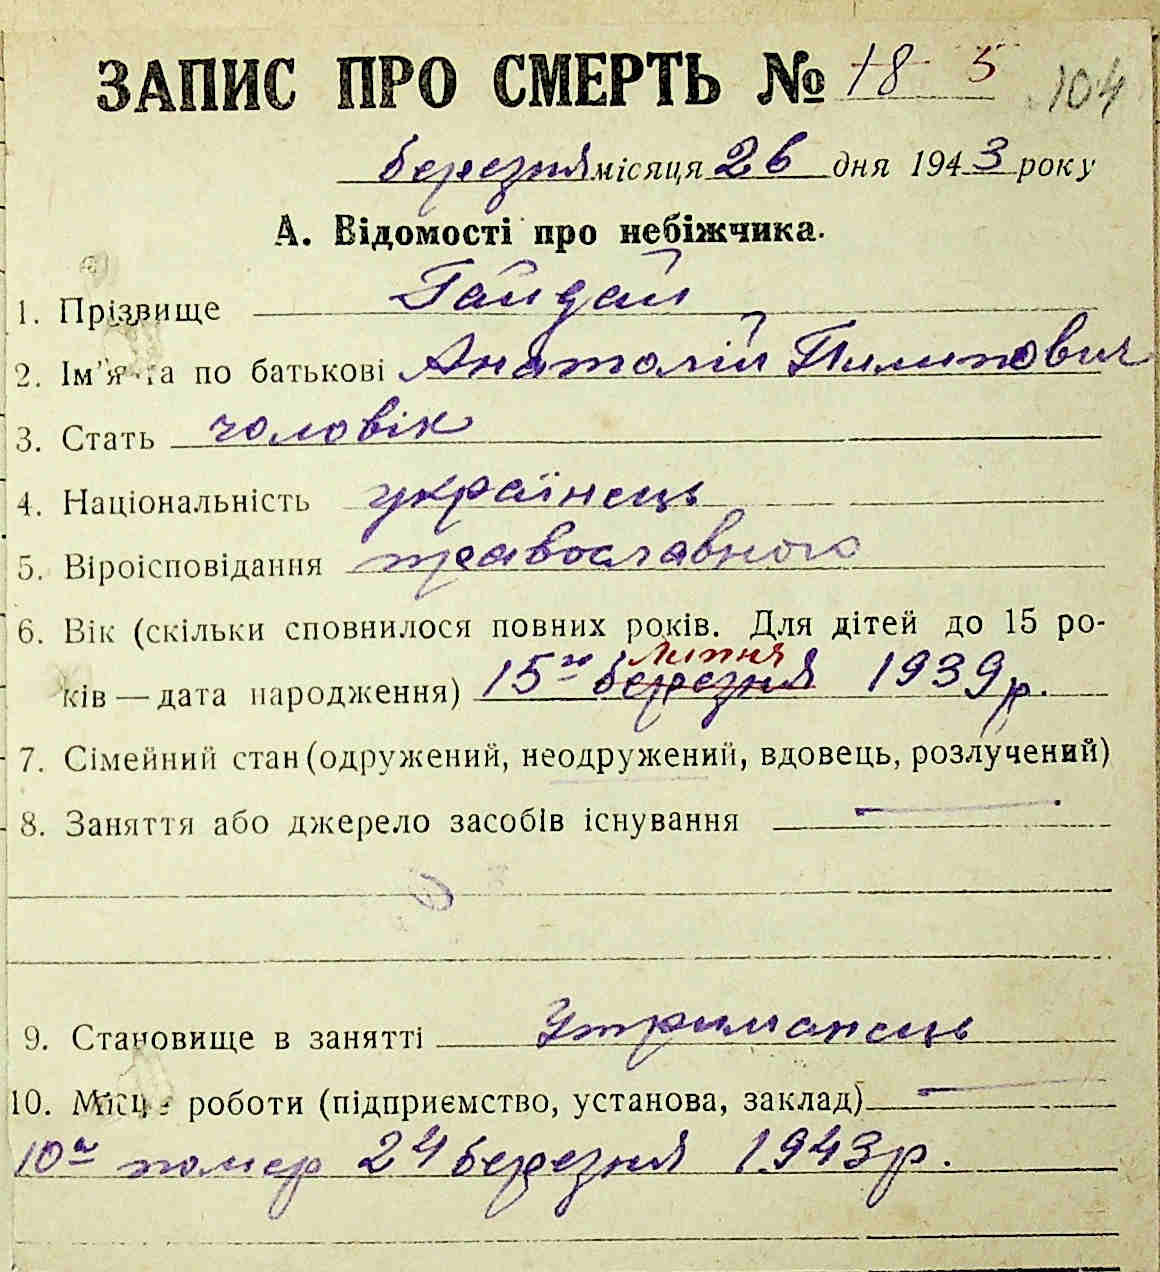 ЗАПИС ПРО СМЕРТЬ № 18 5 104
березня місяця 26 дня 1943 року
А. Відомості про небіжчика.
1. Прізвище Гайдай
2. Ім'я та по батькові Анатолій Пилипович
3. Стать чоловік
4. Національність українець
5. Віроісповідання православного
6. Вік (скільки сповнилося повних років. Для дітей до 15 ро-
липня
ків — дата народження) 15го березня 1939 р.
7. Сімейний стан (одружений, неодружений, вдовець, розлучений)
8. Заняття або джерело засобів існування —
9. Становище в занятті Утриманець
10. Місце роботи (підприємство, установа, заклад) —
10а помер 24 березня 1943 р.